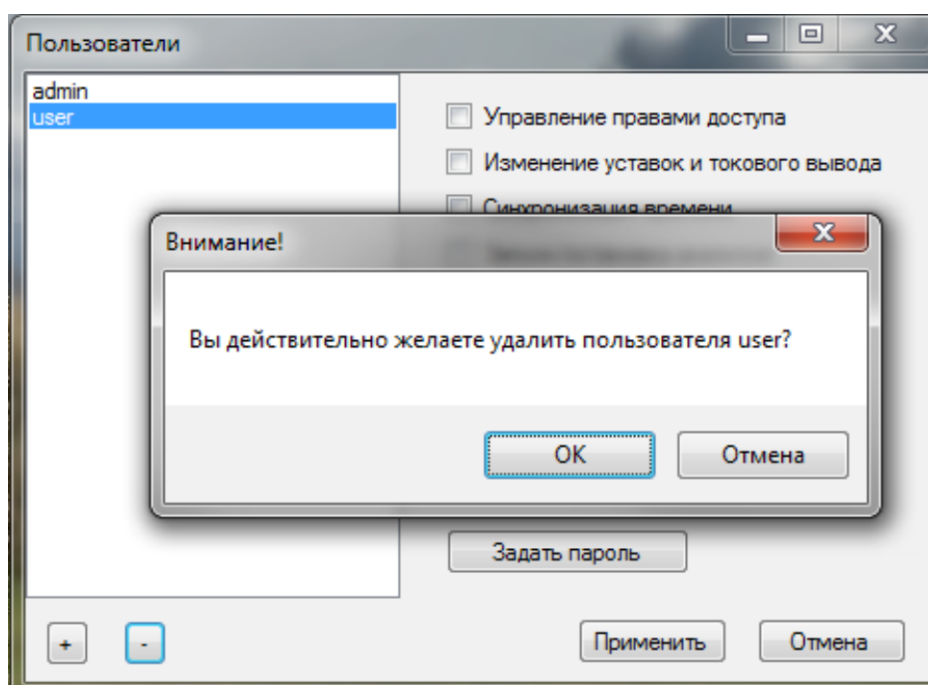 Пользователи
admin
user
Управление правами доступа
Изменение уставок и токового вывода
Синхронизация времени
Внимание!
Вы действительно желаете удалить пользователя user?
OK
Отмена
Задать пароль
+
-
Применить
Отмена